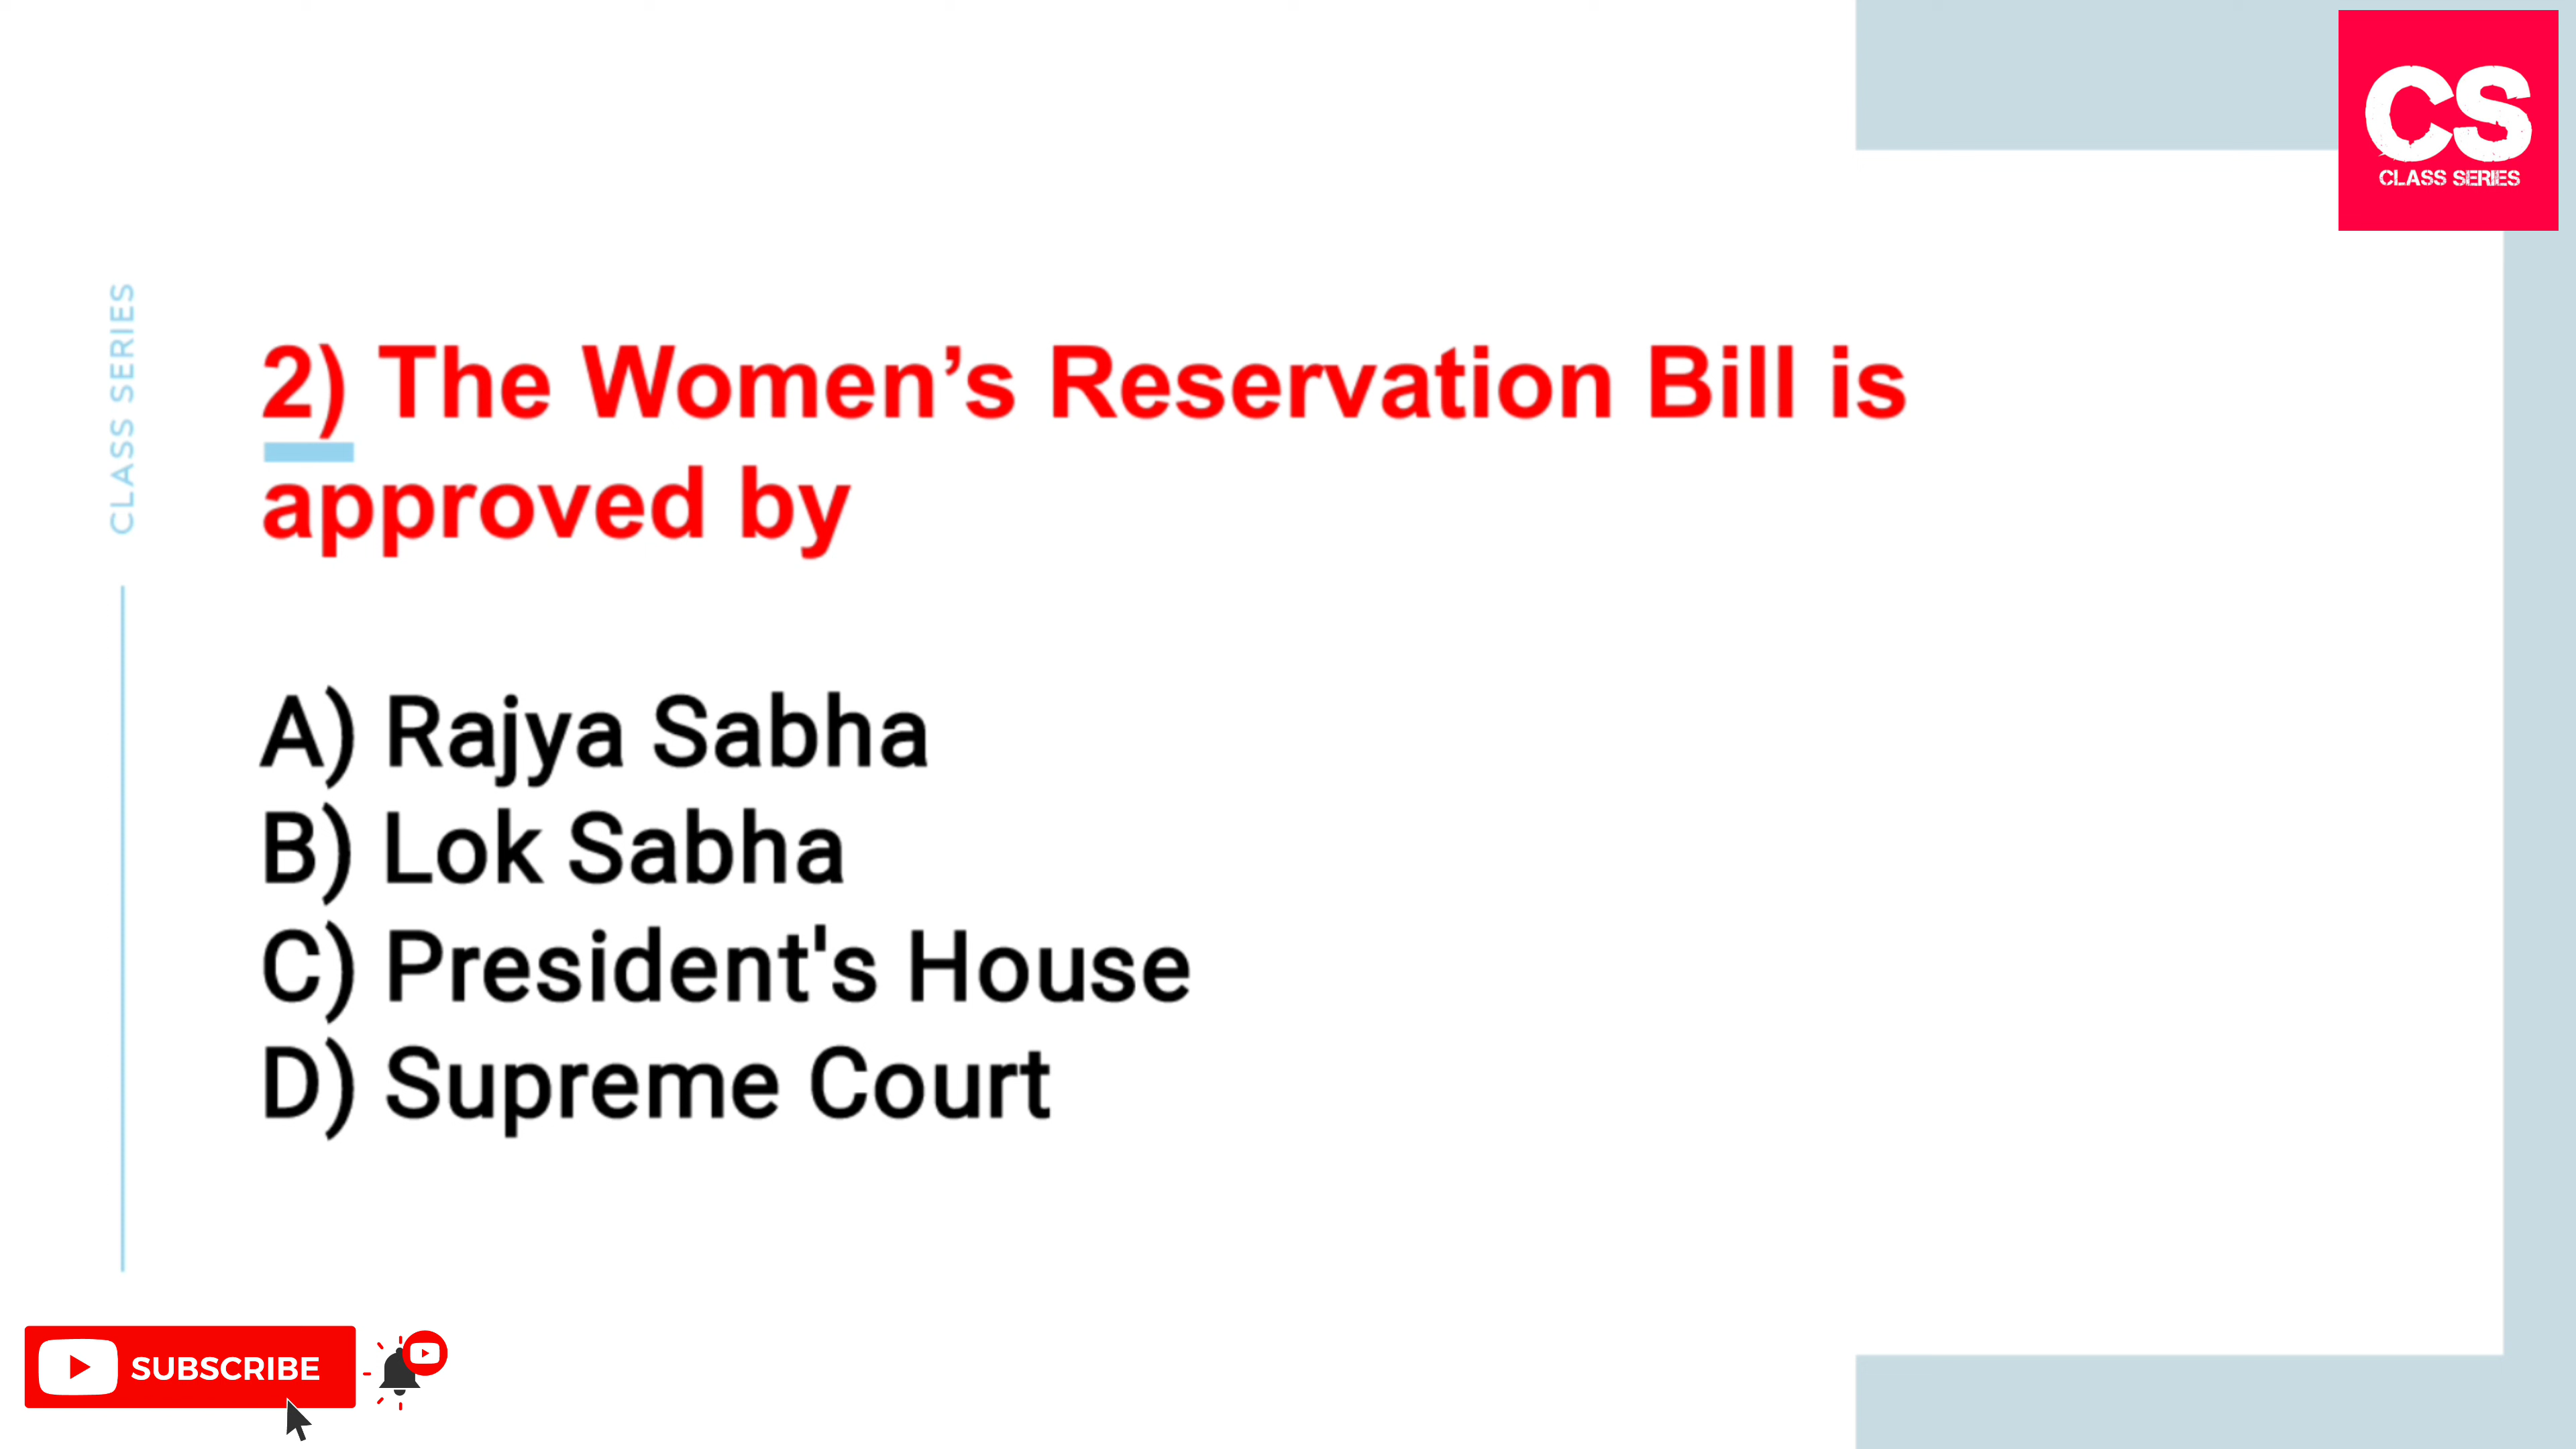 CS
CLASS SERIES
CLASS SERIES
2) The Women’s Reservation Bill is
approved by
A) Rajya Sabha
B) Lok Sabha
C) President's House
D) Supreme Court
SUBSCRIBE